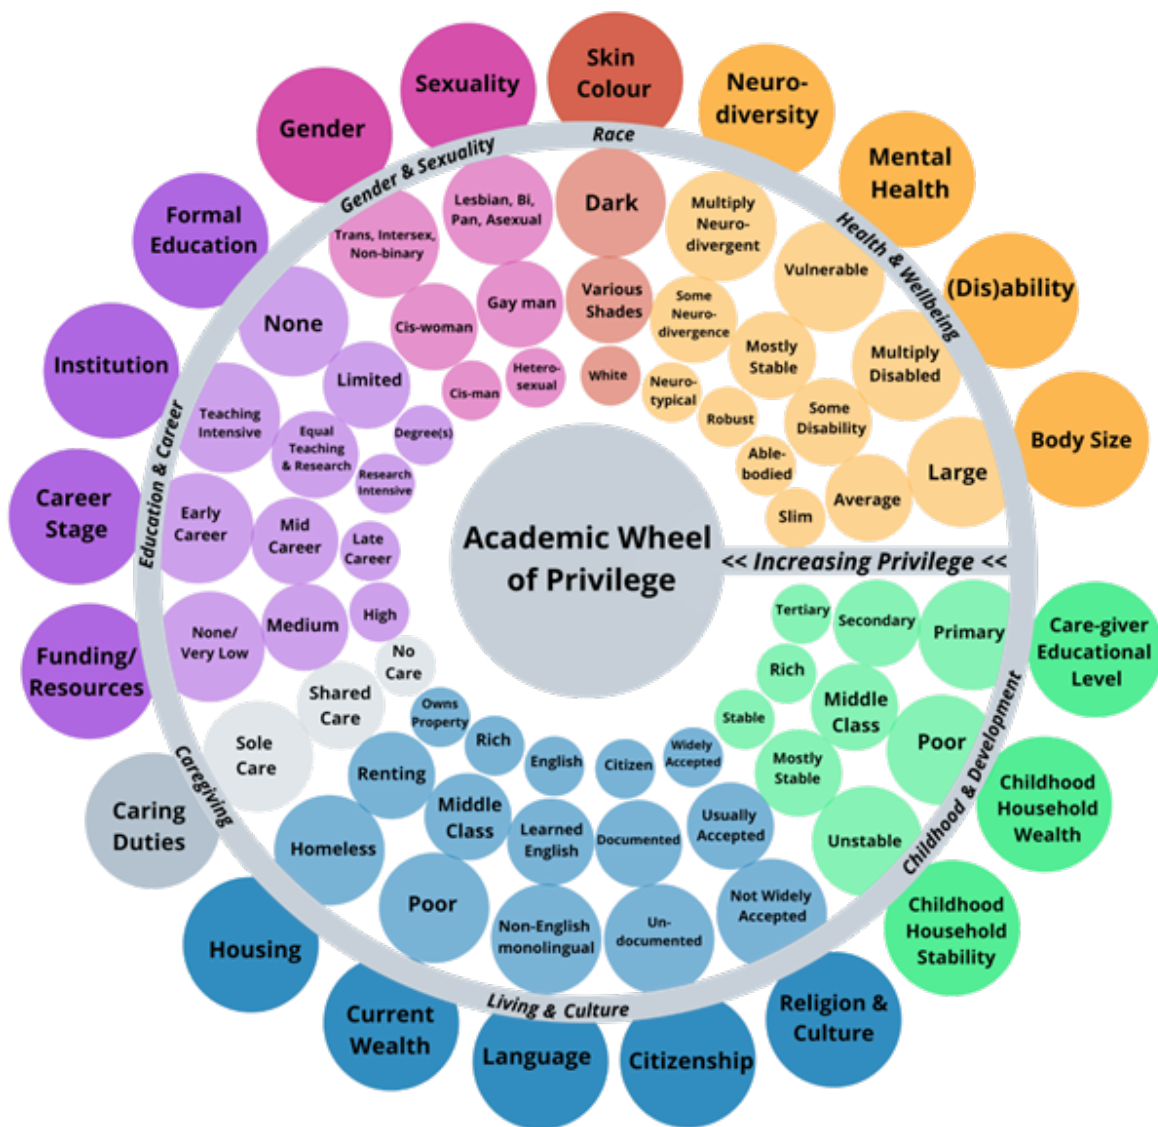 Academic Wheel
of Privilege
<< Increasing Privilege <<
Race
Skin
Colour
Dark
Various
Shades
White
Health & Wellbeing
Neuro-
diversity
Multiply
Neuro-
divergent
Some
Neuro-
divergence
Neuro-
typical
Mental
Health
Vulnerable
Mostly
Stable
Robust
(Dis)ability
Multiply
Disabled
Some
Disability
Able-
bodied
Body Size
Large
Average
Slim
Childhood & Development
Care-giver
Educational
Level
Primary
Secondary
Tertiary
Childhood
Household
Wealth
Poor
Middle
Class
Rich
Childhood
Household
Stability
Unstable
Mostly
Stable
Stable
Living & Culture
Religion &
Culture
Not Widely
Accepted
Usually
Accepted
Widely
Accepted
Citizenship
Un-
documented
Documented
Citizen
Language
Non-English
monolingual
Learned
English
English
Current
Wealth
Poor
Middle
Class
Rich
Housing
Homeless
Renting
Owns
Property
Caregiving
Caring
Duties
Sole
Care
Shared
Care
No
Care
Education & Career
Funding/
Resources
None/
Very Low
Medium
High
Career
Stage
Early
Career
Mid
Career
Late
Career
Institution
Teaching
Intensive
Equal
Teaching
& Research
Research
Intensive
Formal
Education
None
Limited
Degree(s)
Gender & Sexuality
Gender
Trans, Intersex,
Non-binary
Cis-woman
Cis-man
Sexuality
Lesbian, Bi,
Pan, Asexual
Gay man
Hetero-
sexual